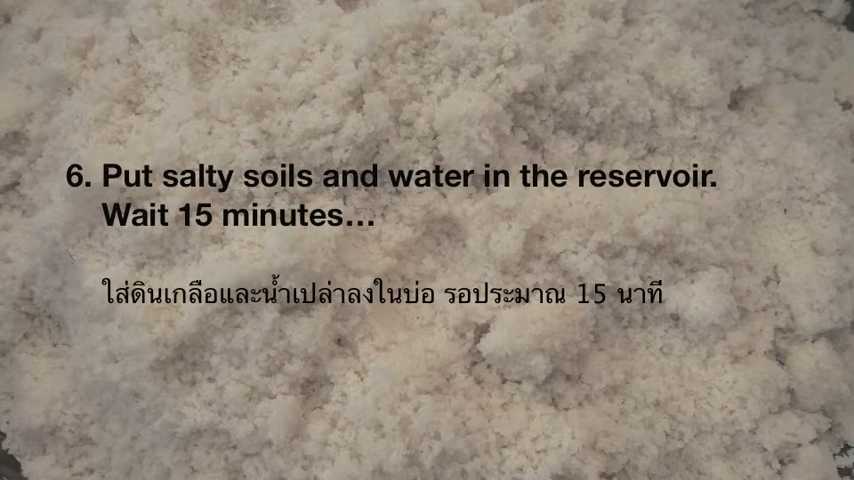 6. Put salty soils and water in the reservoir.
Wait 15 minutes…
ใส่ดินเกลือและน้ำเปล่าลงในบ่อ รอประมาณ 15 นาที